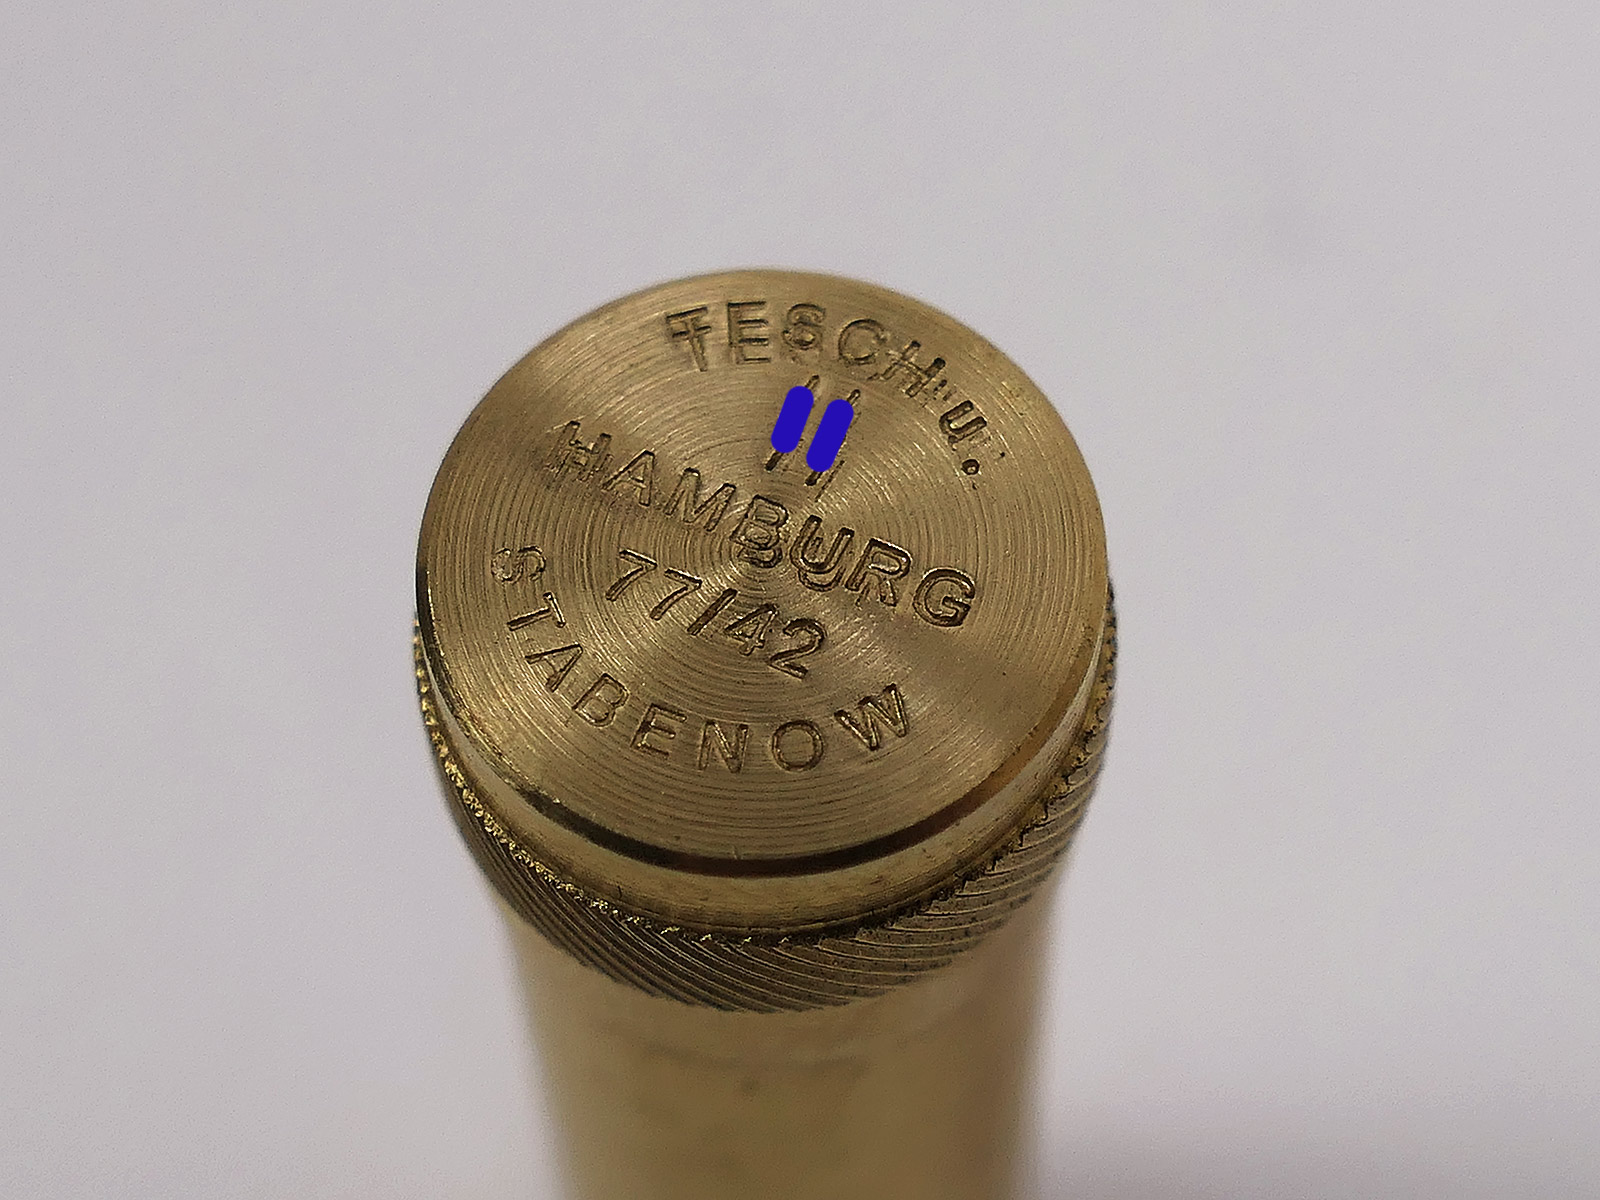 TESCH u.
HAMBURG
77/42
STABENOW